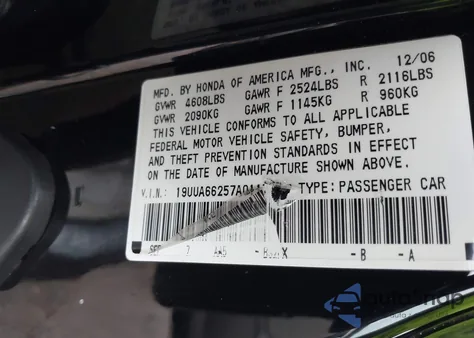 12/06
MFD. BY HONDA OF AMERICA MFG., INC.
GVWR 4608LBS GAWR F 2524LBS R 2116LBS
GVWR 2090KG GAWR F 1145KG R 960KG
THIS VEHICLE CONFORMS TO ALL APPLICABLE
FEDERAL MOTOR VEHICLE SAFETY, BUMPER,
AND THEFT PREVENTION STANDARDS IN EFFECT
ON THE DATE OF MANUFACTURE SHOWN ABOVE.
V.I.N.: 19UUA66257A0 TYPE: PASSENGER CAR
7 X -B -A